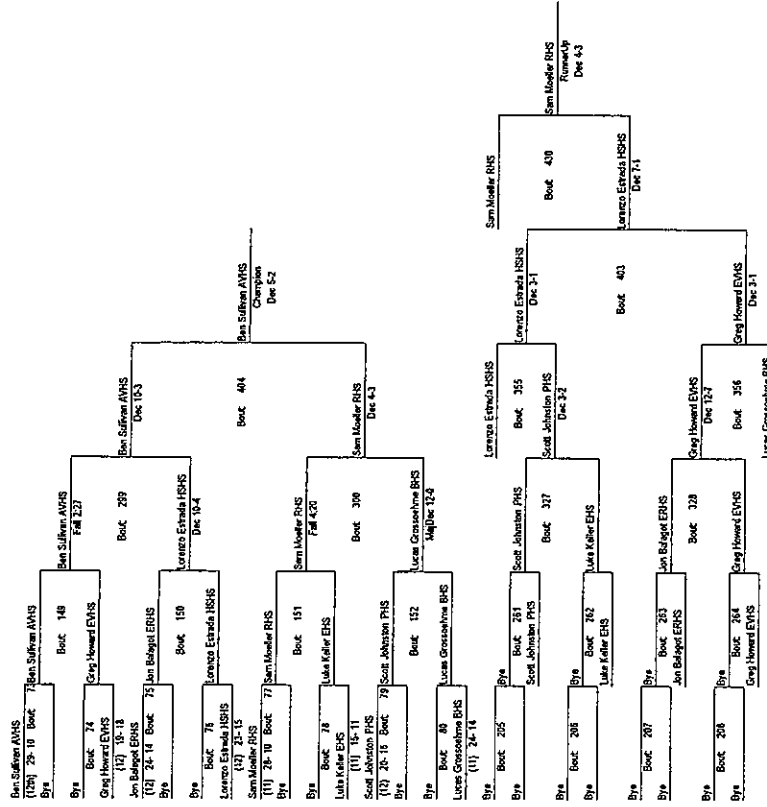 Ben Sullivan AVHS
(12th) 29- 10 Bout: 73
Bye
Ben Sullivan AVHS
Bout: 149
Bye
Bout: 74
Greg Howard EVHS
(12) 19- 18
Greg Howard EVHS
Ben Sullivan AVHS
Fall 2:27
Bout: 299
Jon Balagot ERHS
(12) 24- 14 Bout: 75
Bye
Jon Balagot ERHS
Bout: 150
Bye
Bout: 76
Lorenzo Estrada HSHS
(12) 23- 15
Lorenzo Estrada HSHS
Lorenzo Estrada HSHS
Dec 10-4
Ben Sullivan AVHS
Dec 10-3
Bout: 404
Sam Moeller RHS
(11) 28- 10 Bout: 77
Bye
Sam Moeller RHS
Bout: 151
Bye
Bout: 78
Luke Keller EHS
(11) 15- 11
Luke Keller EHS
Sam Moeller RHS
Fall 4:20
Bout: 300
Scott Johnston PHS
(12) 20- 16 Bout: 79
Bye
Scott Johnston PHS
Bout: 152
Bye
Bout: 80
Lucas Grossoehme BHS
(11) 24- 14
Lucas Grossoehme BHS
Lucas Grossoehme BHS
MajDec 12-0
Sam Moeller RHS
Dec 4-3
Ben Sullivan AVHS
Champion
Dec 5-2
Bye
Bout: 205
Bye
Bye
Bout: 261
Scott Johnston PHS
Scott Johnston PHS
Bout: 327
Bye
Bout: 206
Bye
Bye
Bout: 262
Luke Keller EHS
Luke Keller EHS
Lorenzo Estrada HSHS
Bout: 355
Scott Johnston PHS
Dec 3-2
Lorenzo Estrada HSHS
Dec 3-1
Bout: 403
Bye
Bout: 207
Bye
Bye
Bout: 263
Jon Balagot ERHS
Jon Balagot ERHS
Bout: 328
Bye
Bout: 208
Bye
Bye
Bout: 264
Greg Howard EVHS
Greg Howard EVHS
Greg Howard EVHS
Dec 12-7
Bout: 356
Lucas Grossoehme BHS
Greg Howard EVHS
Dec 3-1
Sam Moeller RHS
Bout: 430
Lorenzo Estrada HSHS
Dec 7-1
Sam Moeller RHS
RunnerUp
Dec 4-3